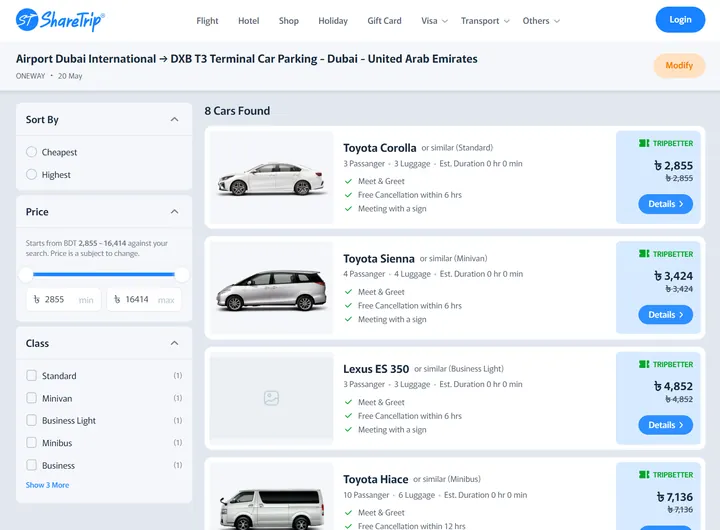 ST ShareTrip
Flight Hotel Shop Holiday Gift Card Visa Transport Others
Login
Airport Dubai International → DXB T3 Terminal Car Parking - Dubai - United Arab Emirates
ONEWAY • 20 May
Modify
Sort By
Cheapest
Highest
Price
Starts from BDT 2,855 - 16,414 against your
search. Price is a subject to change.
৳ 2855 min ৳ 16414 max
Class
Standard (1)
Minivan (1)
Business Light (1)
Minibus (1)
Business (1)
Show 3 More
8 Cars Found
Toyota Corolla or similar (Standard)
3 Passenger · 3 Luggage · Est. Duration 0 hr 0 min
Meet & Greet
Free Cancellation within 6 hrs
Meeting with a sign
TRIPBETTER
৳ 2,855
৳ 2,855
Details >
Toyota Sienna or similar (Minivan)
4 Passenger · 4 Luggage · Est. Duration 0 hr 0 min
Meet & Greet
Free Cancellation within 6 hrs
Meeting with a sign
TRIPBETTER
৳ 3,424
৳ 3,424
Details >
Lexus ES 350 or similar (Business Light)
3 Passenger · 3 Luggage · Est. Duration 0 hr 0 min
Meet & Greet
Free Cancellation within 6 hrs
Meeting with a sign
TRIPBETTER
৳ 4,852
৳ 4,852
Details >
Toyota Hiace or similar (Minibus)
10 Passenger · 6 Luggage · Est. Duration 0 hr 0 min
Meet & Greet
Free Cancellation within 12 hrs
TRIPBETTER
৳ 7,136
৳ 7,136